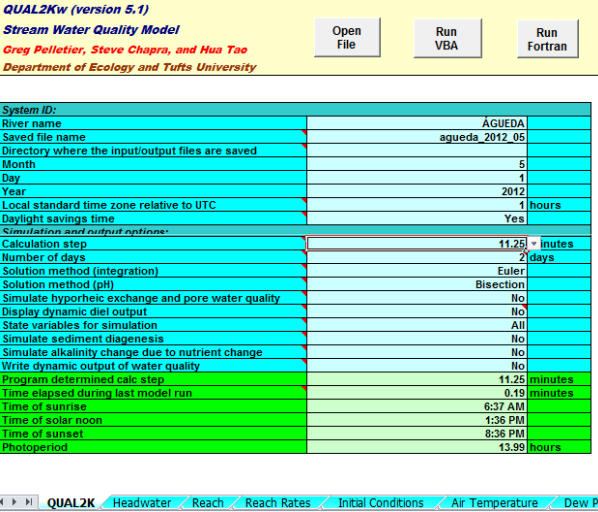 QUAL2Kw (version 5.1)
Stream Water Quality Model
Greg Pelletier, Steve Chapra, and Hua Tao
Department of Ecology and Tufts University
Open File
Run VBA
Run Fortran
System ID:
River name ÁGUEDA
Saved file name agueda_2012_05
Directory where the input/output files are saved
Month 5
Day 1
Year 2012
Local standard time zone relative to UTC 1 hours
Daylight savings time Yes
Simulation and output options:
Calculation step 11.25 inutes
Number of days 2 days
Solution method (integration) Euler
Solution method (pH) Bisection
Simulate hyporheic exchange and pore water quality No
Display dynamic diel output No
State variables for simulation All
Simulate sediment diagenesis No
Simulate alkalinity change due to nutrient change No
Write dynamic output of water quality No
Program determined calc step 11.25 minutes
Time elapsed during last model run 0.19 minutes
Time of sunrise 6:37 AM
Time of solar noon 1:36 PM
Time of sunset 8:36 PM
Photoperiod 13.99 hours
QUAL2K Headwater Reach Reach Rates Initial Conditions Air Temperature Dew P